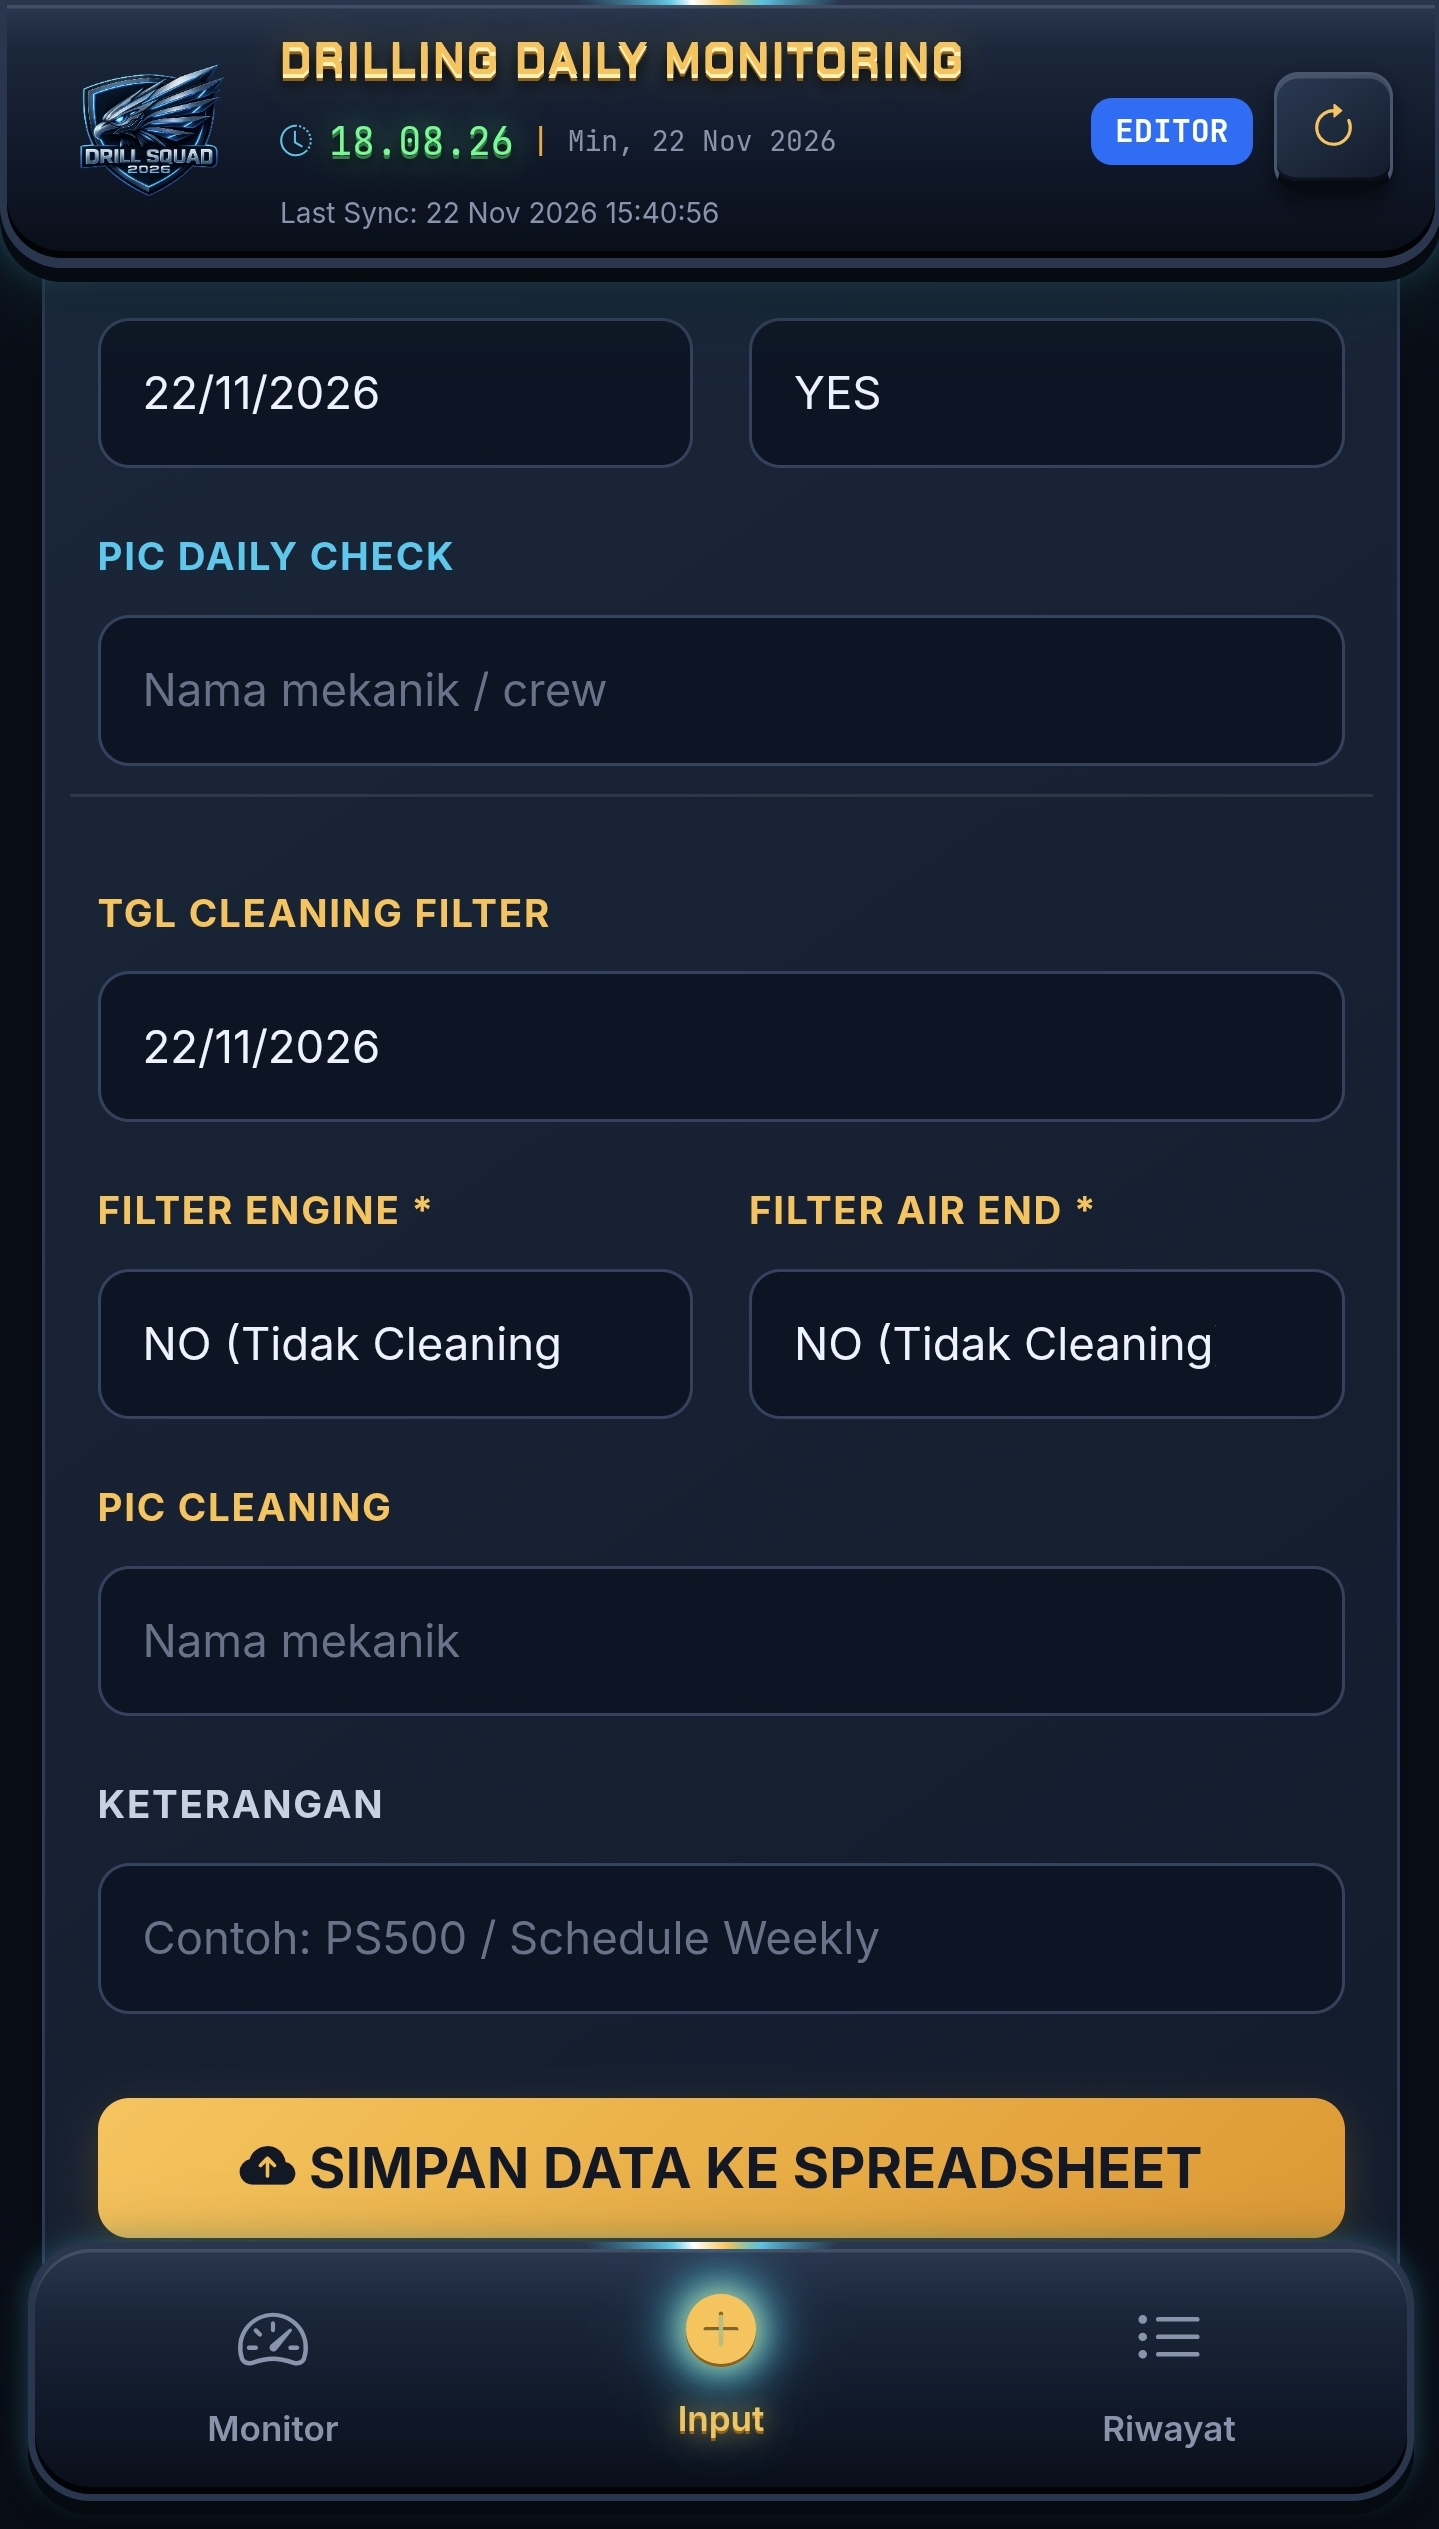 DRILLING DAILY MONITORING
18.08.26 | Min, 22 Nov 2026
Last Sync: 22 Nov 2026 15:40:56
DRILL SQUAD
2026
EDITOR
22/11/2026
YES
PIC DAILY CHECK
Nama mekanik / crew
TGL CLEANING FILTER
22/11/2026
FILTER ENGINE *
FILTER AIR END *
NO (Tidak Cleaning
NO (Tidak Cleaning
PIC CLEANING
Nama mekanik
KETERANGAN
Contoh: PS500 / Schedule Weekly
SIMPAN DATA KE SPREADSHEET
Monitor
Input
Riwayat